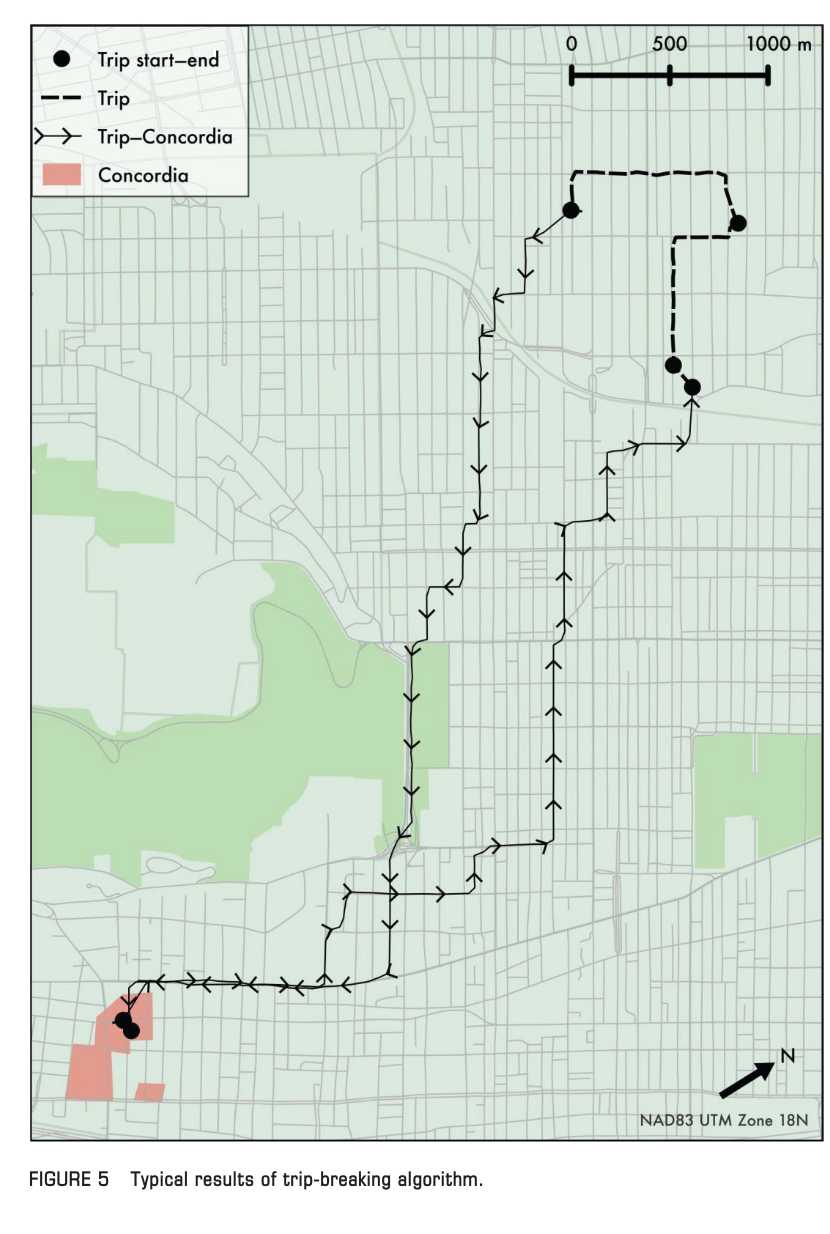 0 500 1000 m
Trip start–end
Trip
Trip–Concordia
Concordia
N
NAD83 UTM Zone 18N
FIGURE 5 Typical results of trip-breaking algorithm.